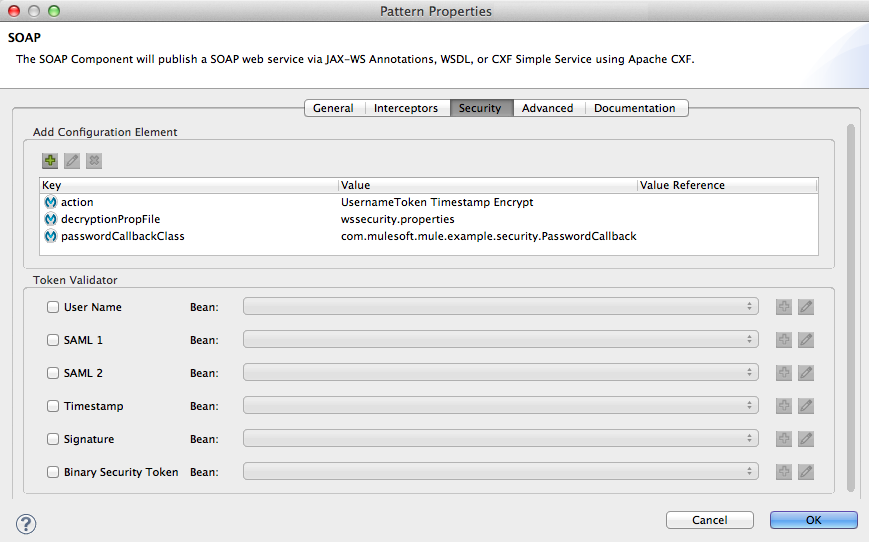 Pattern Properties
SOAP
The SOAP Component will publish a SOAP web service via JAX-WS Annotations, WSDL, or CXF Simple Service using Apache CXF.
General Interceptors Security Advanced Documentation
Add Configuration Element
Key Value Value Reference
action UsernameToken Timestamp Encrypt
decryptionPropFile wssecurity.properties
passwordCallbackClass com.mulesoft.mule.example.security.PasswordCallback
Token Validator
User Name Bean:
SAML 1 Bean:
SAML 2 Bean:
Timestamp Bean:
Signature Bean:
Binary Security Token Bean:
? Cancel OK